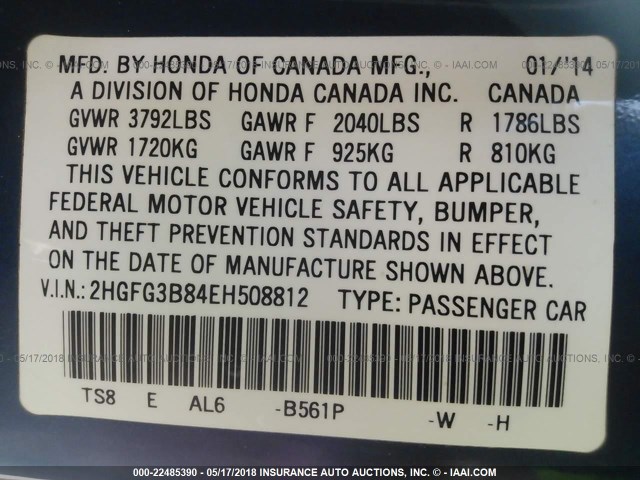 MFD. BY HONDA OF CANADA MFG., 01/'14
A DIVISION OF HONDA CANADA INC. CANADA
GVWR 3792LBS GAWR F 2040LBS R 1786LBS
GVWR 1720KG GAWR F 925KG R 810KG
THIS VEHICLE CONFORMS TO ALL APPLICABLE
FEDERAL MOTOR VEHICLE SAFETY, BUMPER,
AND THEFT PREVENTION STANDARDS IN EFFECT
ON THE DATE OF MANUFACTURE SHOWN ABOVE.
V.I.N.:2HGFG3B84EH508812 TYPE: PASSENGER CAR
TS8 E AL6 -B561P -W -H
000-22485390 - 05/17/2018 INSURANCE AUTO AUCTIONS, INC. - © - IAAI.COM